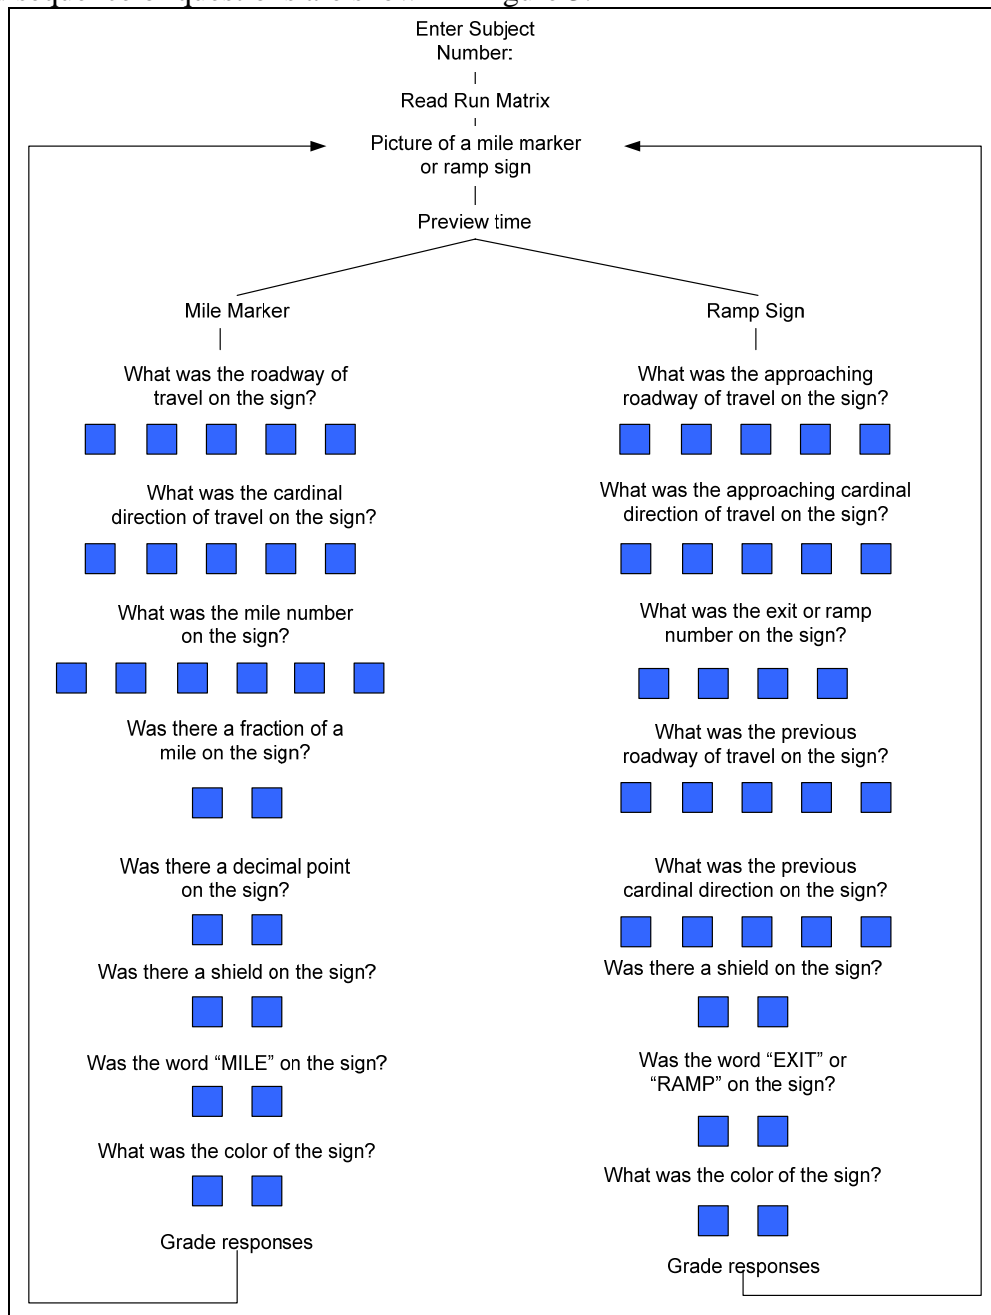 Enter Subject
Number:
Read Run Matrix
Picture of a mile marker
or ramp sign
Preview time
Mile Marker
What was the roadway of
travel on the sign?
What was the cardinal
direction of travel on the sign?
What was the mile number
on the sign?
Was there a fraction of a
mile on the sign?
Was there a decimal point
on the sign?
Was there a shield on the sign?
Was the word “MILE” on the sign?
What was the color of the sign?
Grade responses
Ramp Sign
What was the approaching
roadway of travel on the sign?
What was the approaching cardinal
direction of travel on the sign?
What was the exit or ramp
number on the sign?
What was the previous
roadway of travel on the sign?
What was the previous
cardinal direction on the sign?
Was there a shield on the sign?
Was the word “EXIT” or
“RAMP” on the sign?
What was the color of the sign?
Grade responses